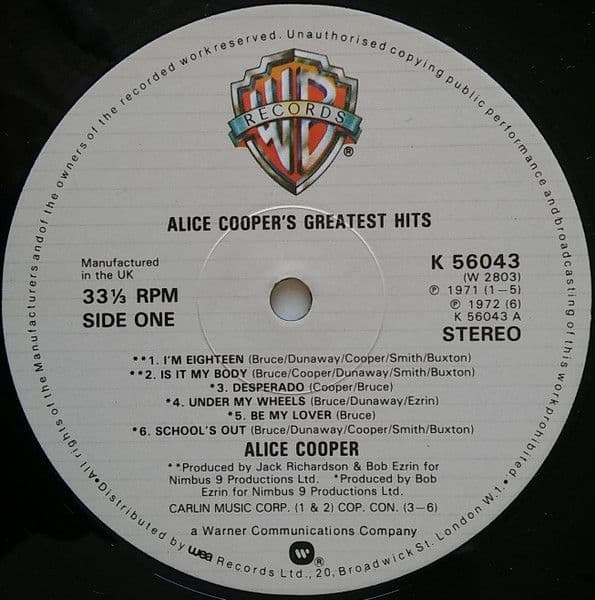 All rights of the Manufacturers and of the owners of the recorded work reserved. Unauthorised copying public performance and broadcasting of this work prohibited.
WB
RECORDS
®
ALICE COOPER'S GREATEST HITS
Manufactured
in the UK
33⅓ RPM
SIDE ONE
K 56043
(W 2803)
℗ 1971 (1–5)
℗ 1972 (6)
K 56043 A
STEREO
**1. I'M EIGHTEEN (Bruce/Dunaway/Cooper/Smith/Buxton)
**2. IS IT MY BODY (Bruce/Cooper/Dunaway/Smith/Buxton)
*3. DESPERADO (Cooper/Bruce)
*4. UNDER MY WHEELS (Bruce/Dunaway/Ezrin)
*5. BE MY LOVER (Bruce)
*6. SCHOOL'S OUT (Bruce/Dunaway/Cooper/Smith/Buxton)
ALICE COOPER
**Produced by Jack Richardson & Bob Ezrin for
Nimbus 9 Productions Ltd. *Produced by Bob
Ezrin for Nimbus 9 Productions Ltd.
CARLIN MUSIC CORP. (1 & 2) COP. CON. (3–6)
a Warner Communications Company
W ®
•Distributed by wea Records Ltd., 20, Broadwick St. London W.1.•